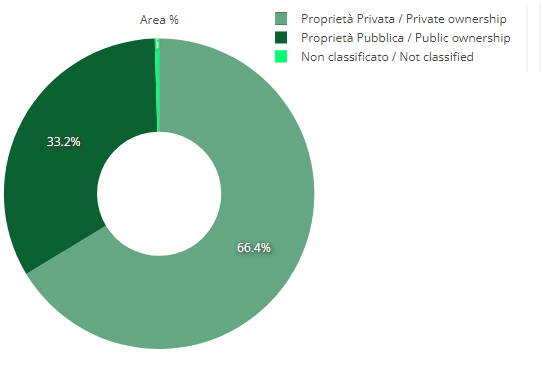 Area %
Proprietà Privata / Private ownership
Proprietà Pubblica / Public ownership
Non classificato / Not classified
33.2%
66.4%